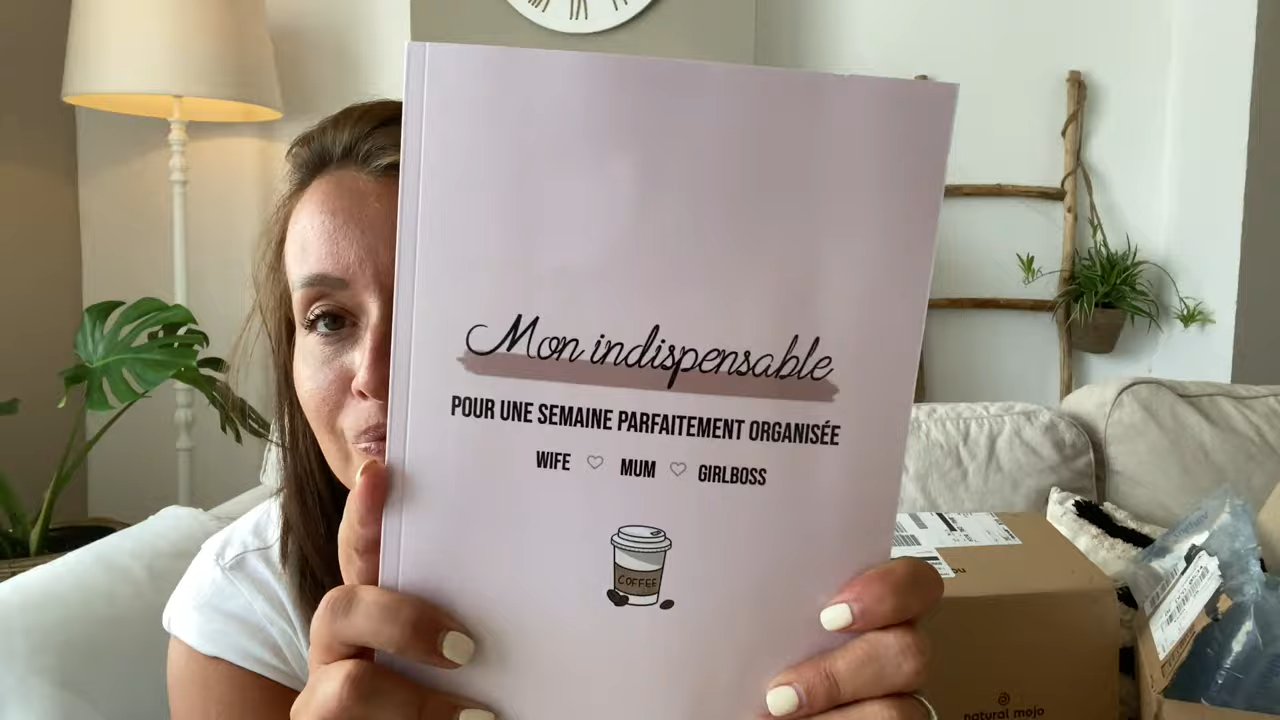 Mon indispensable
POUR UNE SEMAINE PARFAITEMENT ORGANISÉE
WIFE ♡ MUM ♡ GIRLBOSS
COFFEE
natural mojo